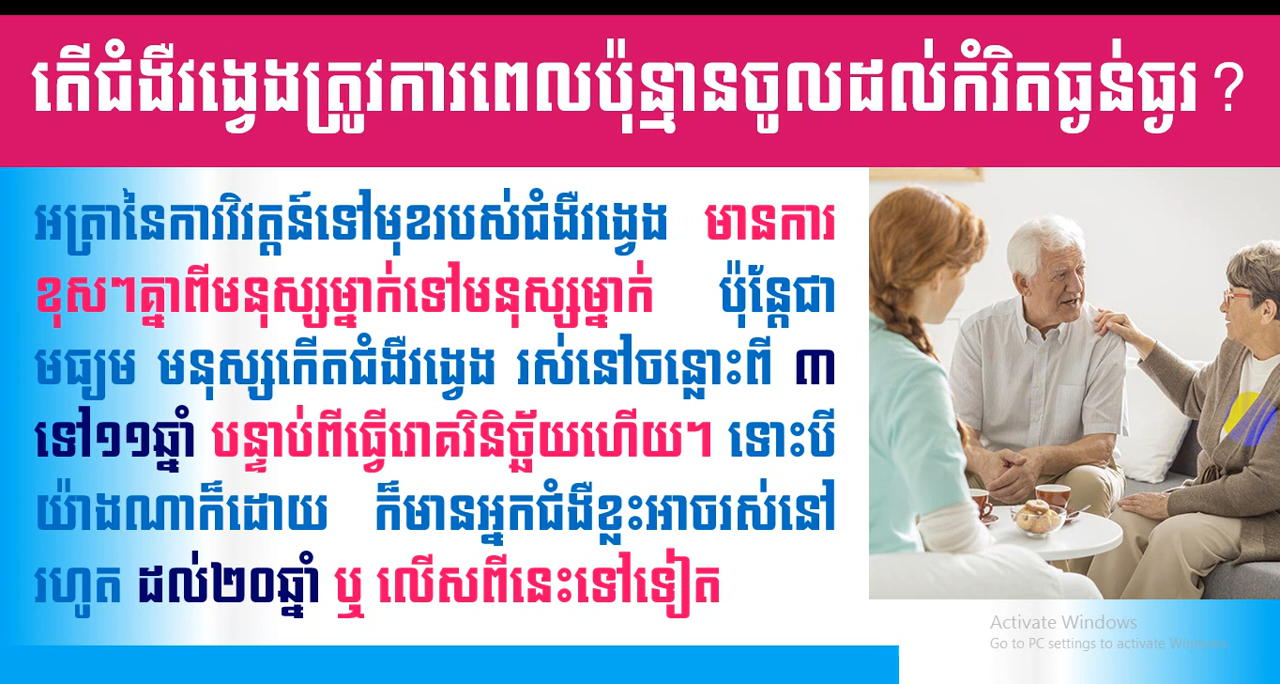 តើជំងឺវង្វេងត្រូវការពេលប៉ុន្មានចូលដល់កំរិតធ្ងន់ធ្ងរ ?
អត្រានៃការវិវត្តន៍ទៅមុខរបស់ជំងឺវង្វេង មានការ
ខុសៗគ្នាពីមនុស្សម្នាក់ទៅមនុស្សម្នាក់ ប៉ុន្តែជា
មធ្យម មនុស្សកើតជំងឺវង្វេង រស់នៅចន្លោះពី ៣
ទៅ១១ឆ្នាំ បន្ទាប់ពីធ្វើរោគវិនិច្ឆ័យហើយ។ ទោះបី
យ៉ាងណាក៏ដោយ ក៏មានអ្នកជំងឺខ្លះអាចរស់នៅ
រហូត ដល់២០ឆ្នាំ ឬ លើសពីនេះទៅទៀត
Activate Windows
Go to PC settings to activate Windows.